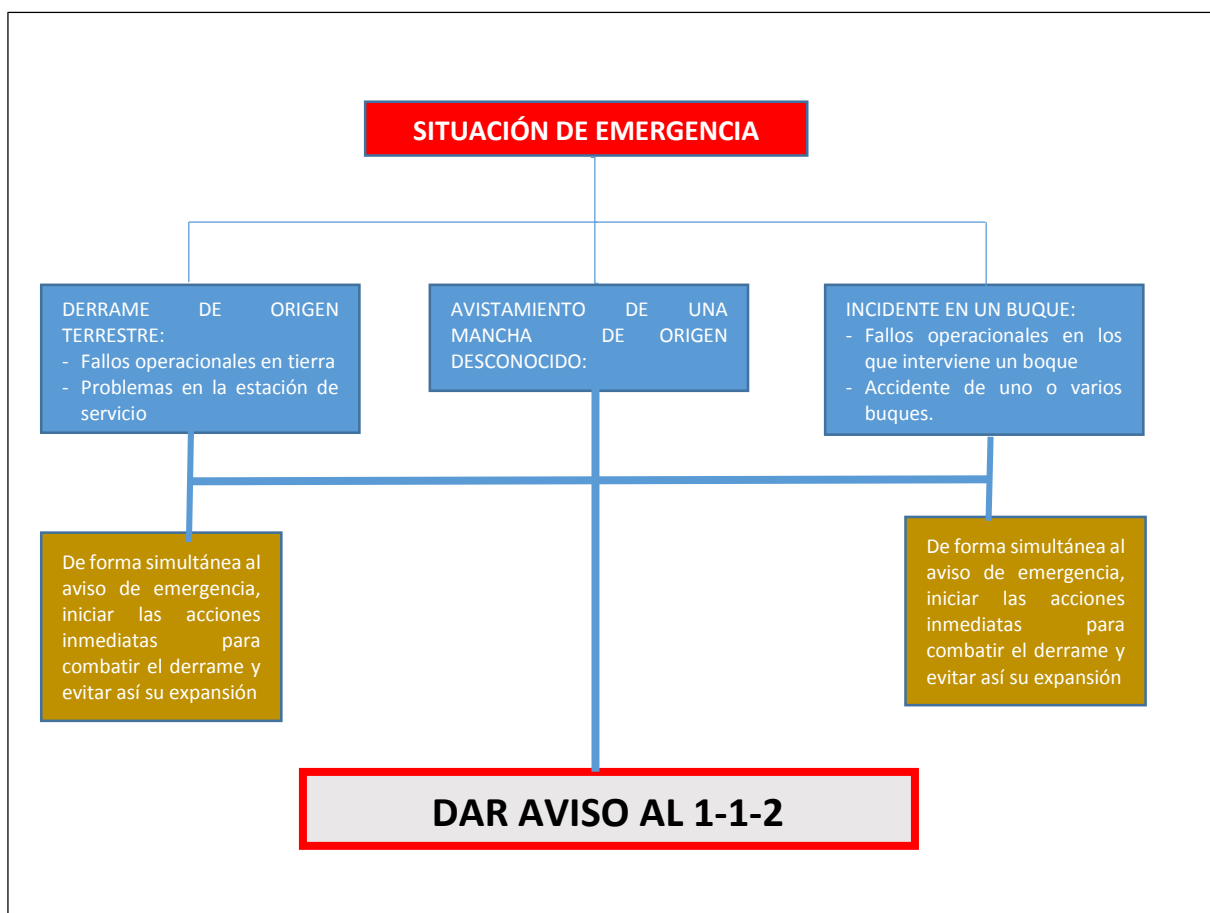 SITUACIÓN DE EMERGENCIA
DERRAME DE ORIGEN
TERRESTRE:
- Fallos operacionales en tierra
- Problemas en la estación de
servicio
AVISTAMIENTO DE UNA
MANCHA DE ORIGEN
DESCONOCIDO:
INCIDENTE EN UN BUQUE:
- Fallos operacionales en los
que interviene un boque
- Accidente de uno o varios
buques.
De forma simultánea al
aviso de emergencia,
iniciar las acciones
inmediatas para
combatir el derrame y
evitar así su expansión
De forma simultánea al
aviso de emergencia,
iniciar las acciones
inmediatas para
combatir el derrame y
evitar así su expansión
DAR AVISO AL 1-1-2